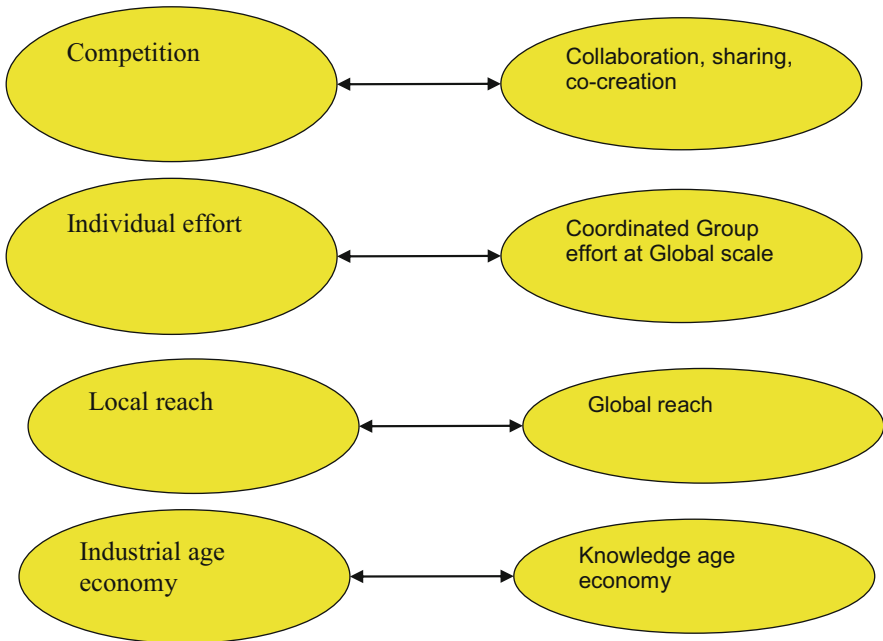 Competition
Collaboration, sharing,
co-creation
Individual effort
Coordinated Group
effort at Global scale
Local reach
Global reach
Industrial age
economy
Knowledge age
economy